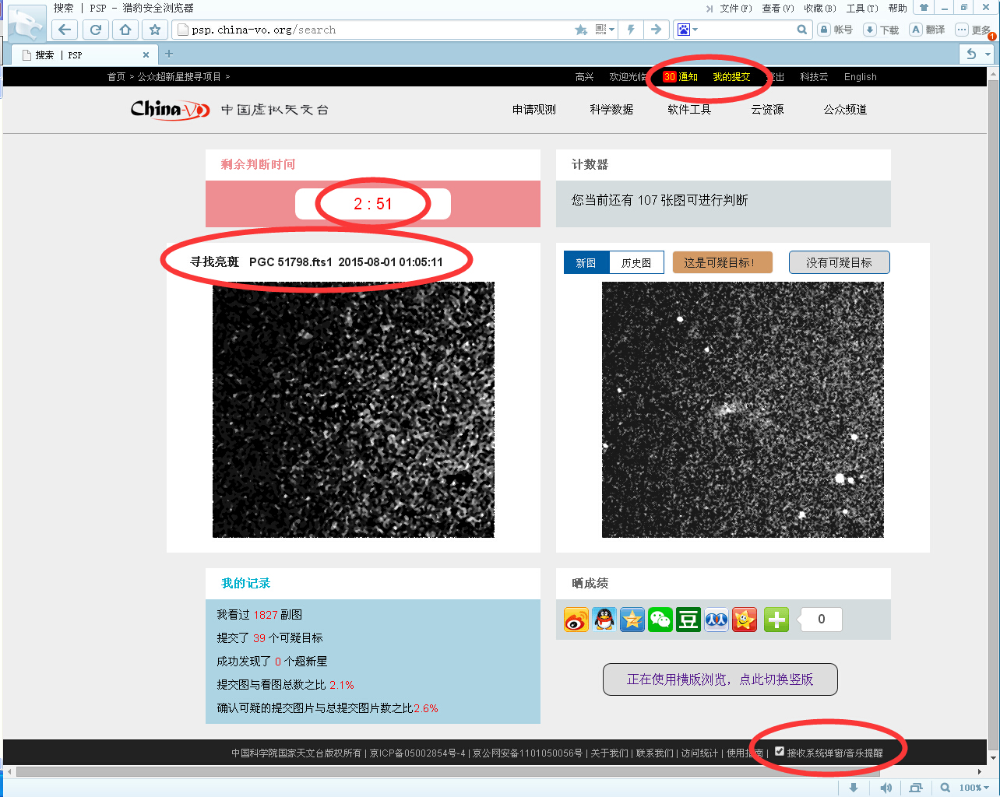 搜索 | PSP - 猎豹安全浏览器
文件(F) 查看(V) 收藏(B) 工具(T) 帮助
psp.china-vo.org/search
帐号 下载 翻译 更多 1
搜索 | PSP
首页 > 公众超新星搜寻项目 >
高兴 欢迎光临 30 通知 我的提交 登出 科技云 English
China-VO 中国虚拟天文台
申请观测 科学数据 软件工具 云资源 公众频道
剩余判断时间
2 : 51
计数器
您当前还有 107 张图可进行判断
寻找亮斑 PGC 51798.fts1 2015-08-01 01:05:11
新图 历史图 这是可疑目标! 没有可疑目标
我的记录
我看过 1827 副图
提交了 39 个可疑目标
成功发现了 0 个超新星
提交图与看图总数之比 2.1%
确认可疑的提交图片与总提交图片数之比2.6%
晒成绩
豆
0
正在使用横版浏览，点此切换竖版
中国科学院国家天文台版权所有 | 京ICP备05002854号-4 | 京公网安备1101050056号 | 关于我们 | 联系我们 | 访问统计 | 使用指南 | 接收系统弹窗/音乐提醒
100%